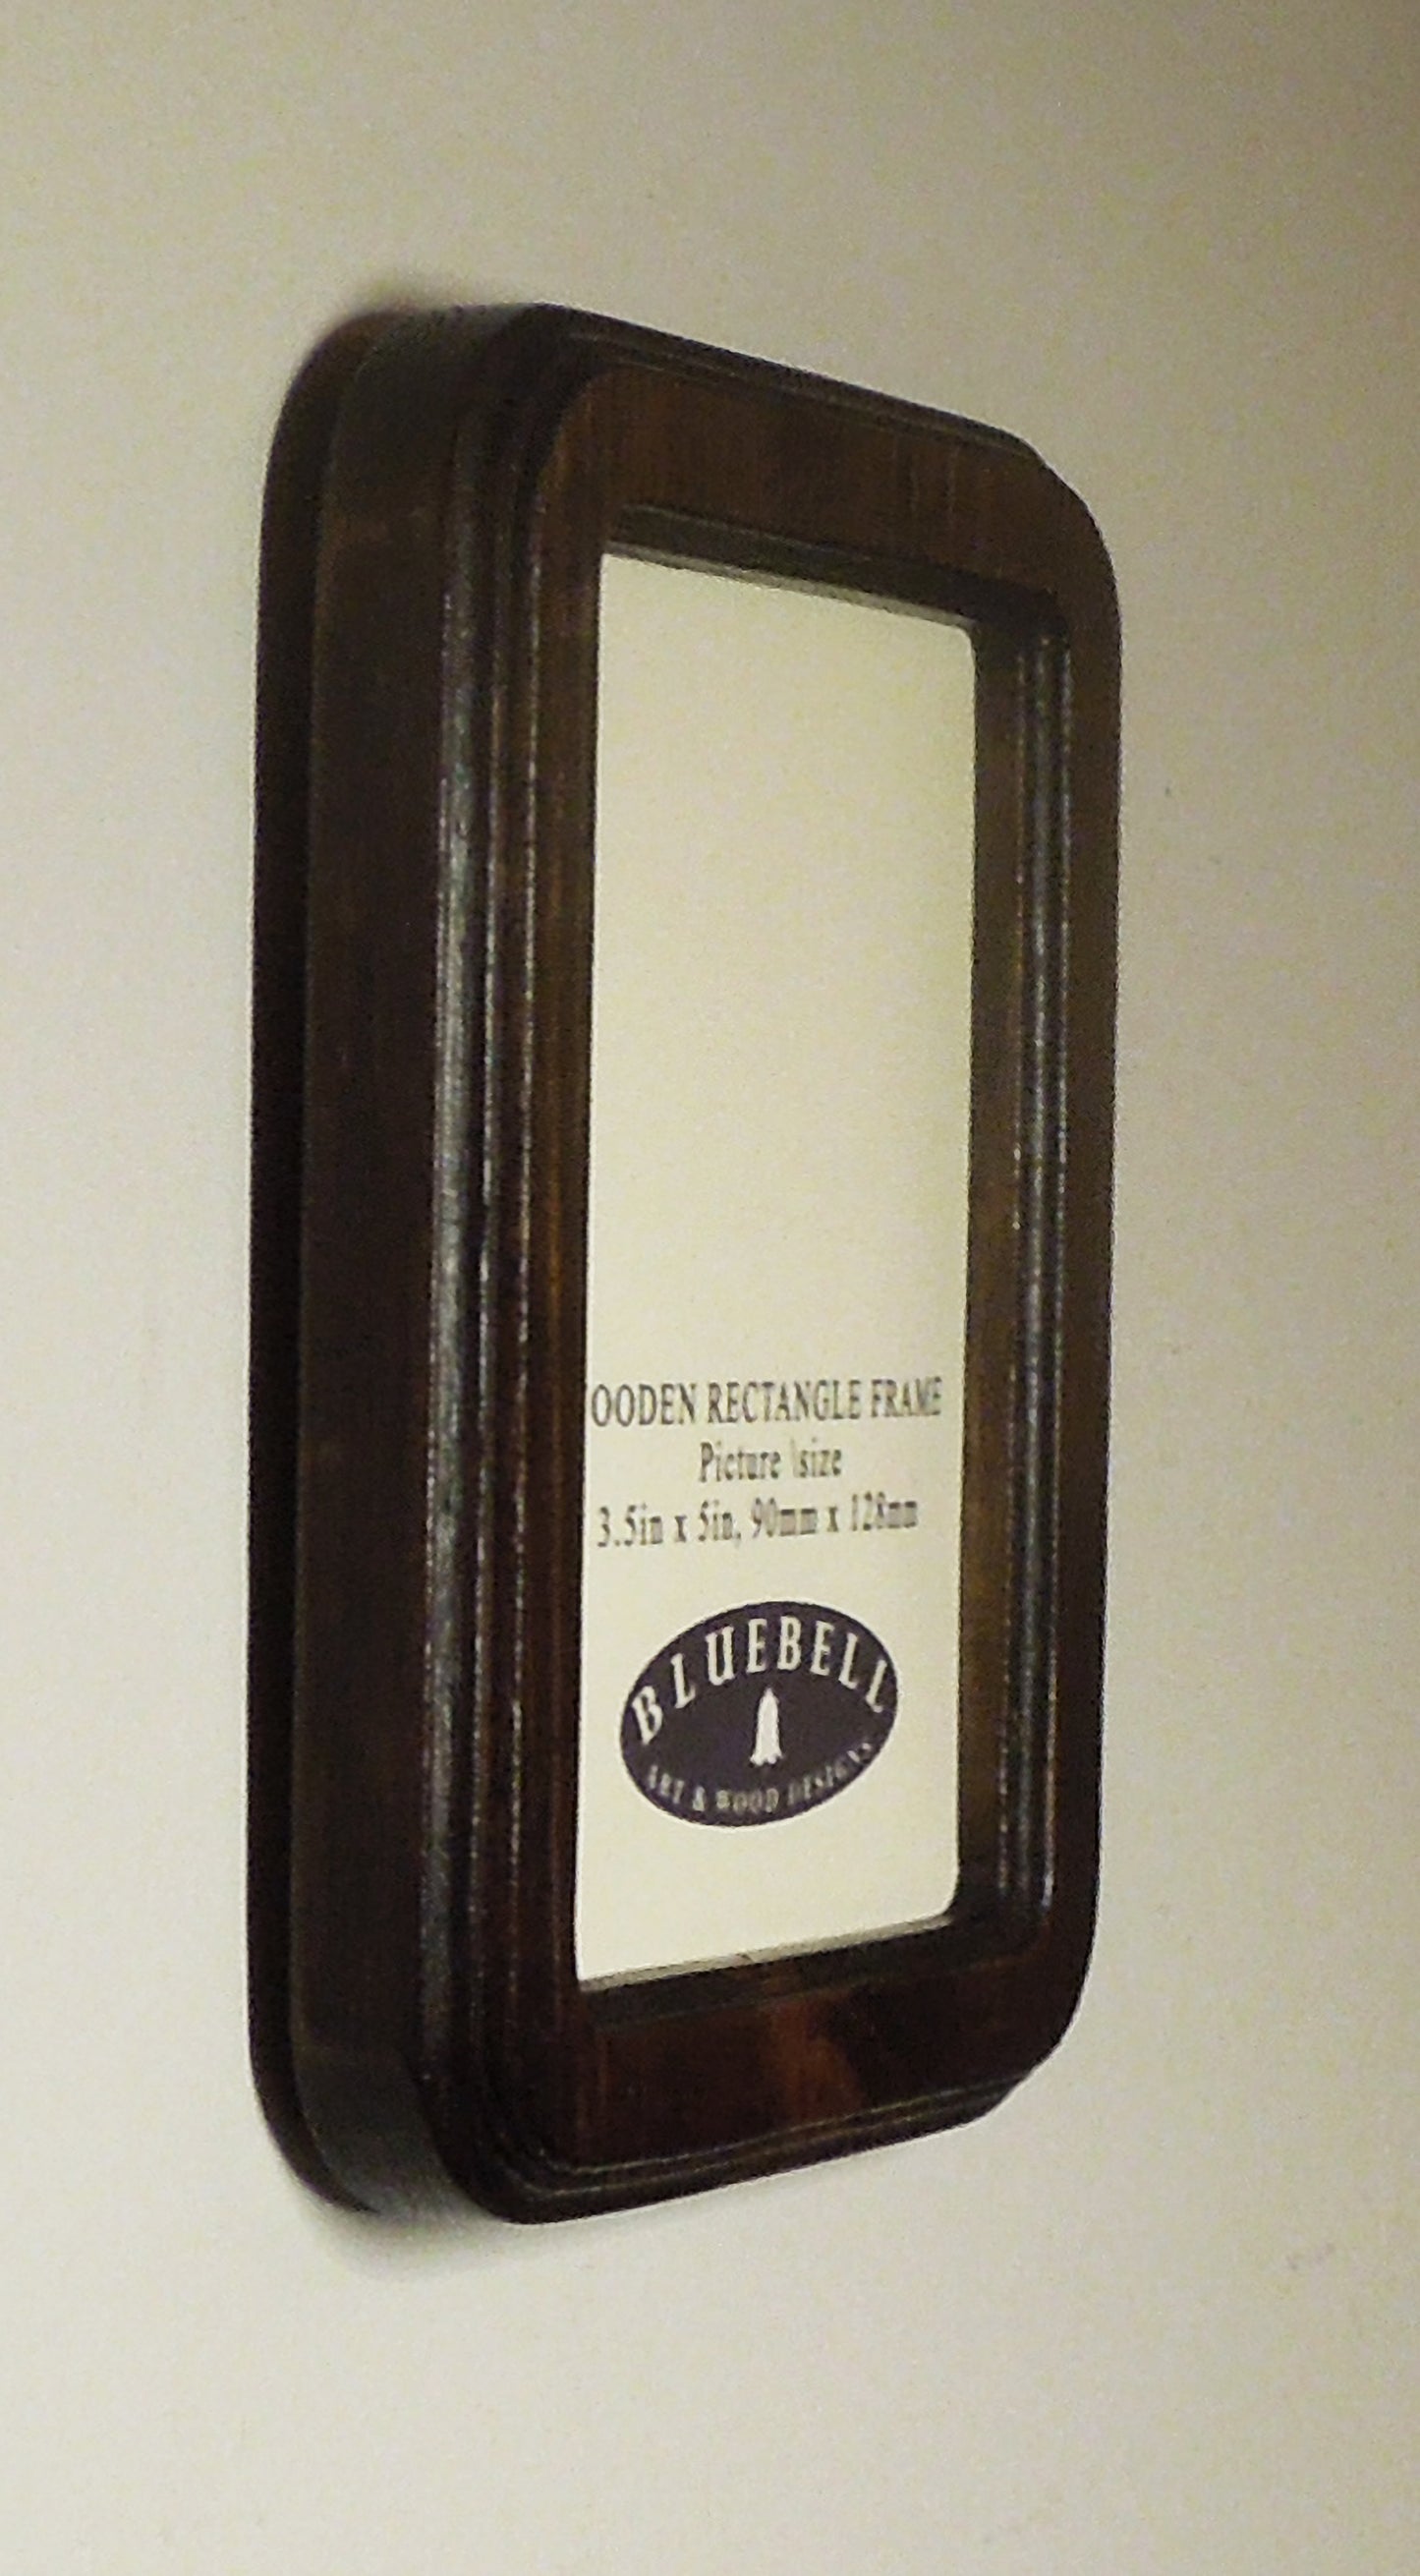 OODEN RECTANGLE FRAME
Picture \size
3.5in x 5in, 90mm x 128mm
BLUEBELL
ART & WOOD DESIGNS